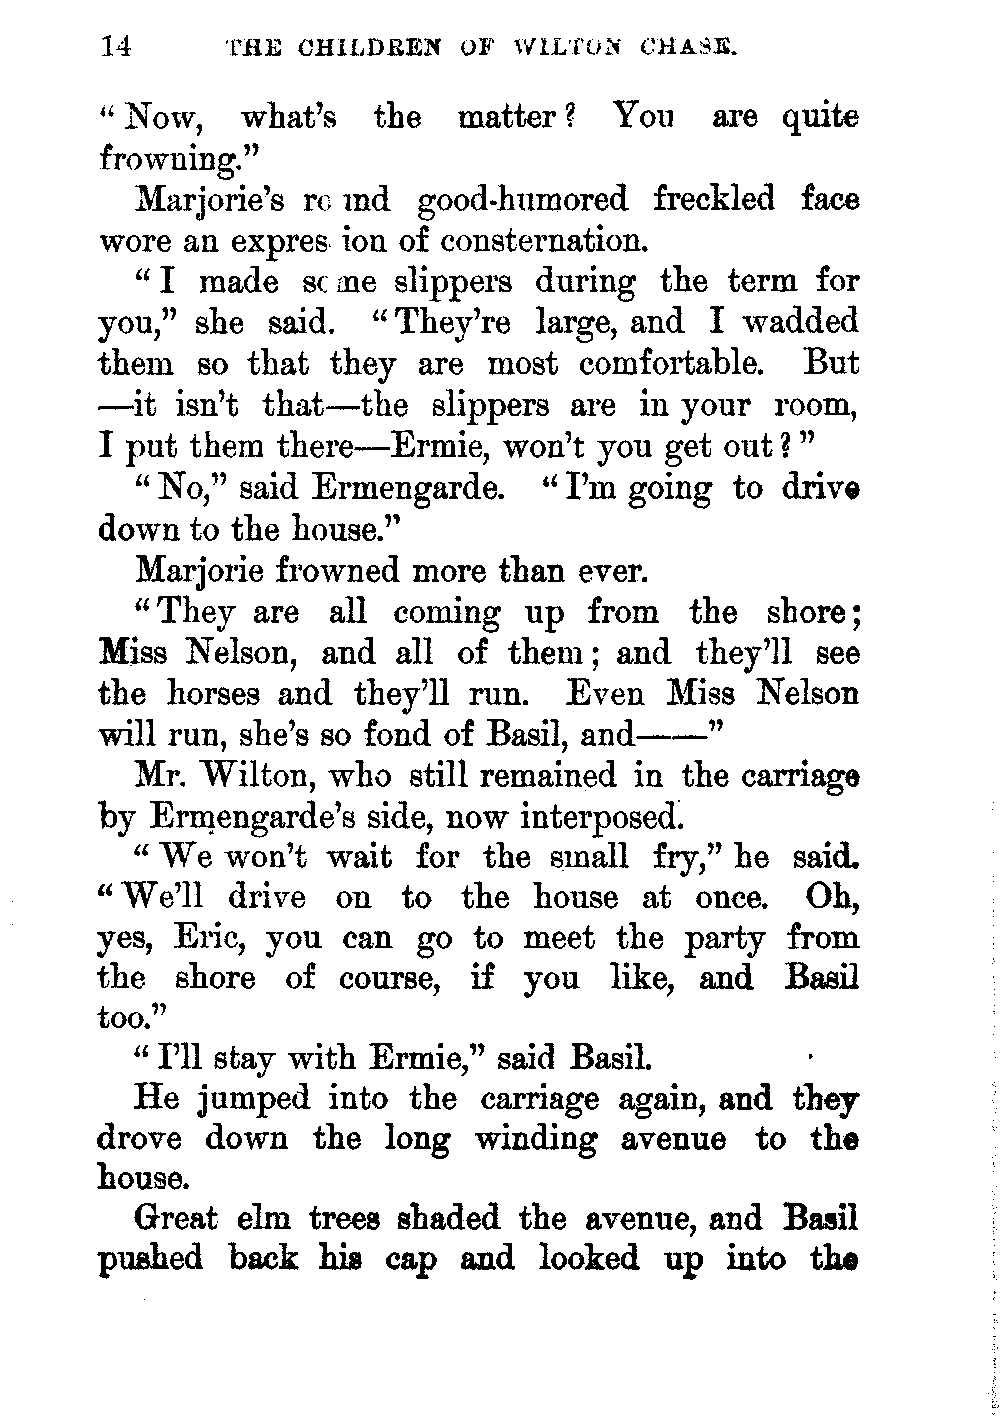 14 THE CHILDREN OF WILTON CHASE.
“Now, what’s the matter? You are quite
frowning.”
Marjorie’s round good-humored freckled face
wore an expression of consternation.
“I made some slippers during the term for
you,” she said. “They’re large, and I wadded
them so that they are most comfortable. But
—it isn’t that—the slippers are in your room,
I put them there—Ermie, won’t you get out?”
“No,” said Ermengarde. “I’m going to drive
down to the house.”
Marjorie frowned more than ever.
“They are all coming up from the shore;
Miss Nelson, and all of them; and they’ll see
the horses and they’ll run. Even Miss Nelson
will run, she’s so fond of Basil, and——”
Mr. Wilton, who still remained in the carriage
by Ermengarde’s side, now interposed.
“We won’t wait for the small fry,” he said.
“We’ll drive on to the house at once. Oh,
yes, Eric, you can go to meet the party from
the shore of course, if you like, and Basil
too.”
“I’ll stay with Ermie,” said Basil.
He jumped into the carriage again, and they
drove down the long winding avenue to the
house.
Great elm trees shaded the avenue, and Basil
pushed back his cap and looked up into the